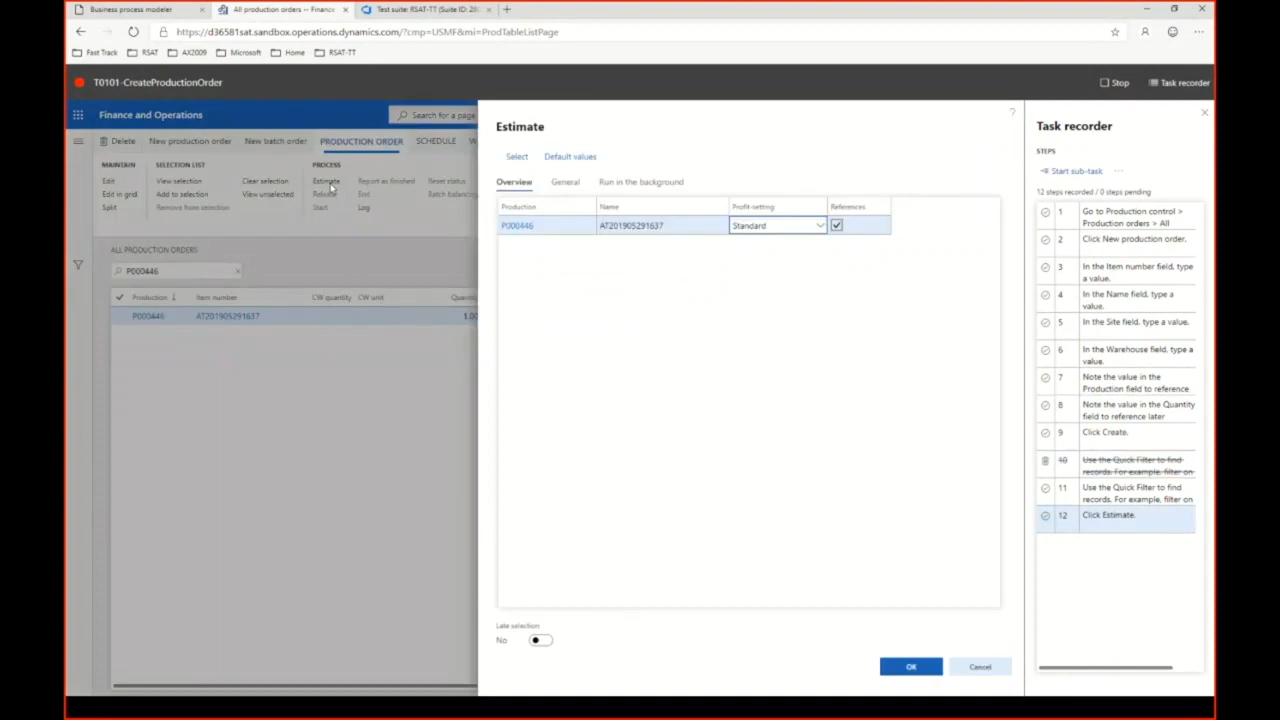 Business process modeler
All production orders -- Finance
Test suite: RSAT-TT (Suite ID: 28
https://d36581sat.sandbox.operations.dynamics.com/?cmp=USMF&mi=ProdTableListPage
Fast Track
RSAT
AX2009
Microsoft
Home
RSAT-TT
T0101-CreateProductionOrder
Stop
Task recorder
Finance and Operations
Search for a page
Delete
New production order
New batch order
PRODUCTION ORDER
SCHEDULE
W
MAINTAIN
Edit
Edit in grid
Split
SELECTION LIST
View selection
Add to selection
Remove from selection
Clear selection
View unselected
PROCESS
Estimate
Release
Start
Report as finished
End
Log
Reset status
Batch balancing
ALL PRODUCTION ORDERS
P000446
Production
Item number
CW quantity
CW unit
Quantity
P000446
AT201905291637
1.00
?
Estimate
Select
Default values
Overview
General
Run in the background
Production
Name
Profit-setting
References
P000446
AT201905291637
Standard
Late selection
No
OK
Cancel
Task recorder
STEPS
Start sub-task
12 steps recorded / 0 steps pending
1 Go to Production control >
Production orders > All
2 Click New production order.
3 In the Item number field, type
a value.
4 In the Name field, type a
value.
5 In the Site field, type a value.
6 In the Warehouse field, type a
value.
7 Note the value in the
Production field to reference
8 Note the value in the Quantity
field to reference later
9 Click Create.
10 Use the Quick Filter to find
records. For example, filter on
11 Use the Quick Filter to find
records. For example, filter on
12 Click Estimate.